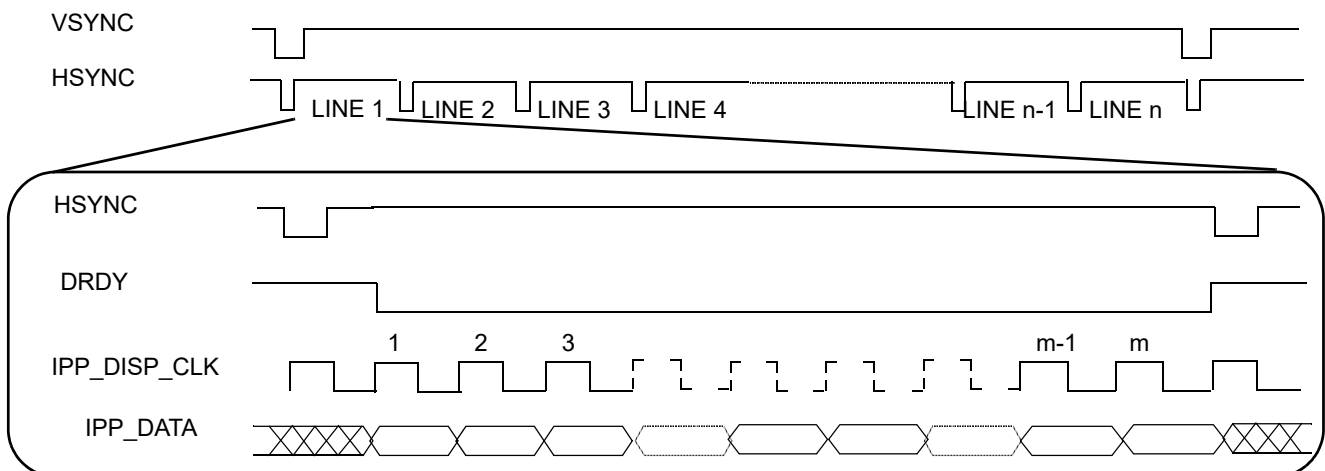 VSYNC
HSYNC
LINE 1 LINE 2 LINE 3 LINE 4 LINE n-1 LINE n
HSYNC
DRDY
1 2 3 m-1 m
IPP_DISP_CLK
IPP_DATA